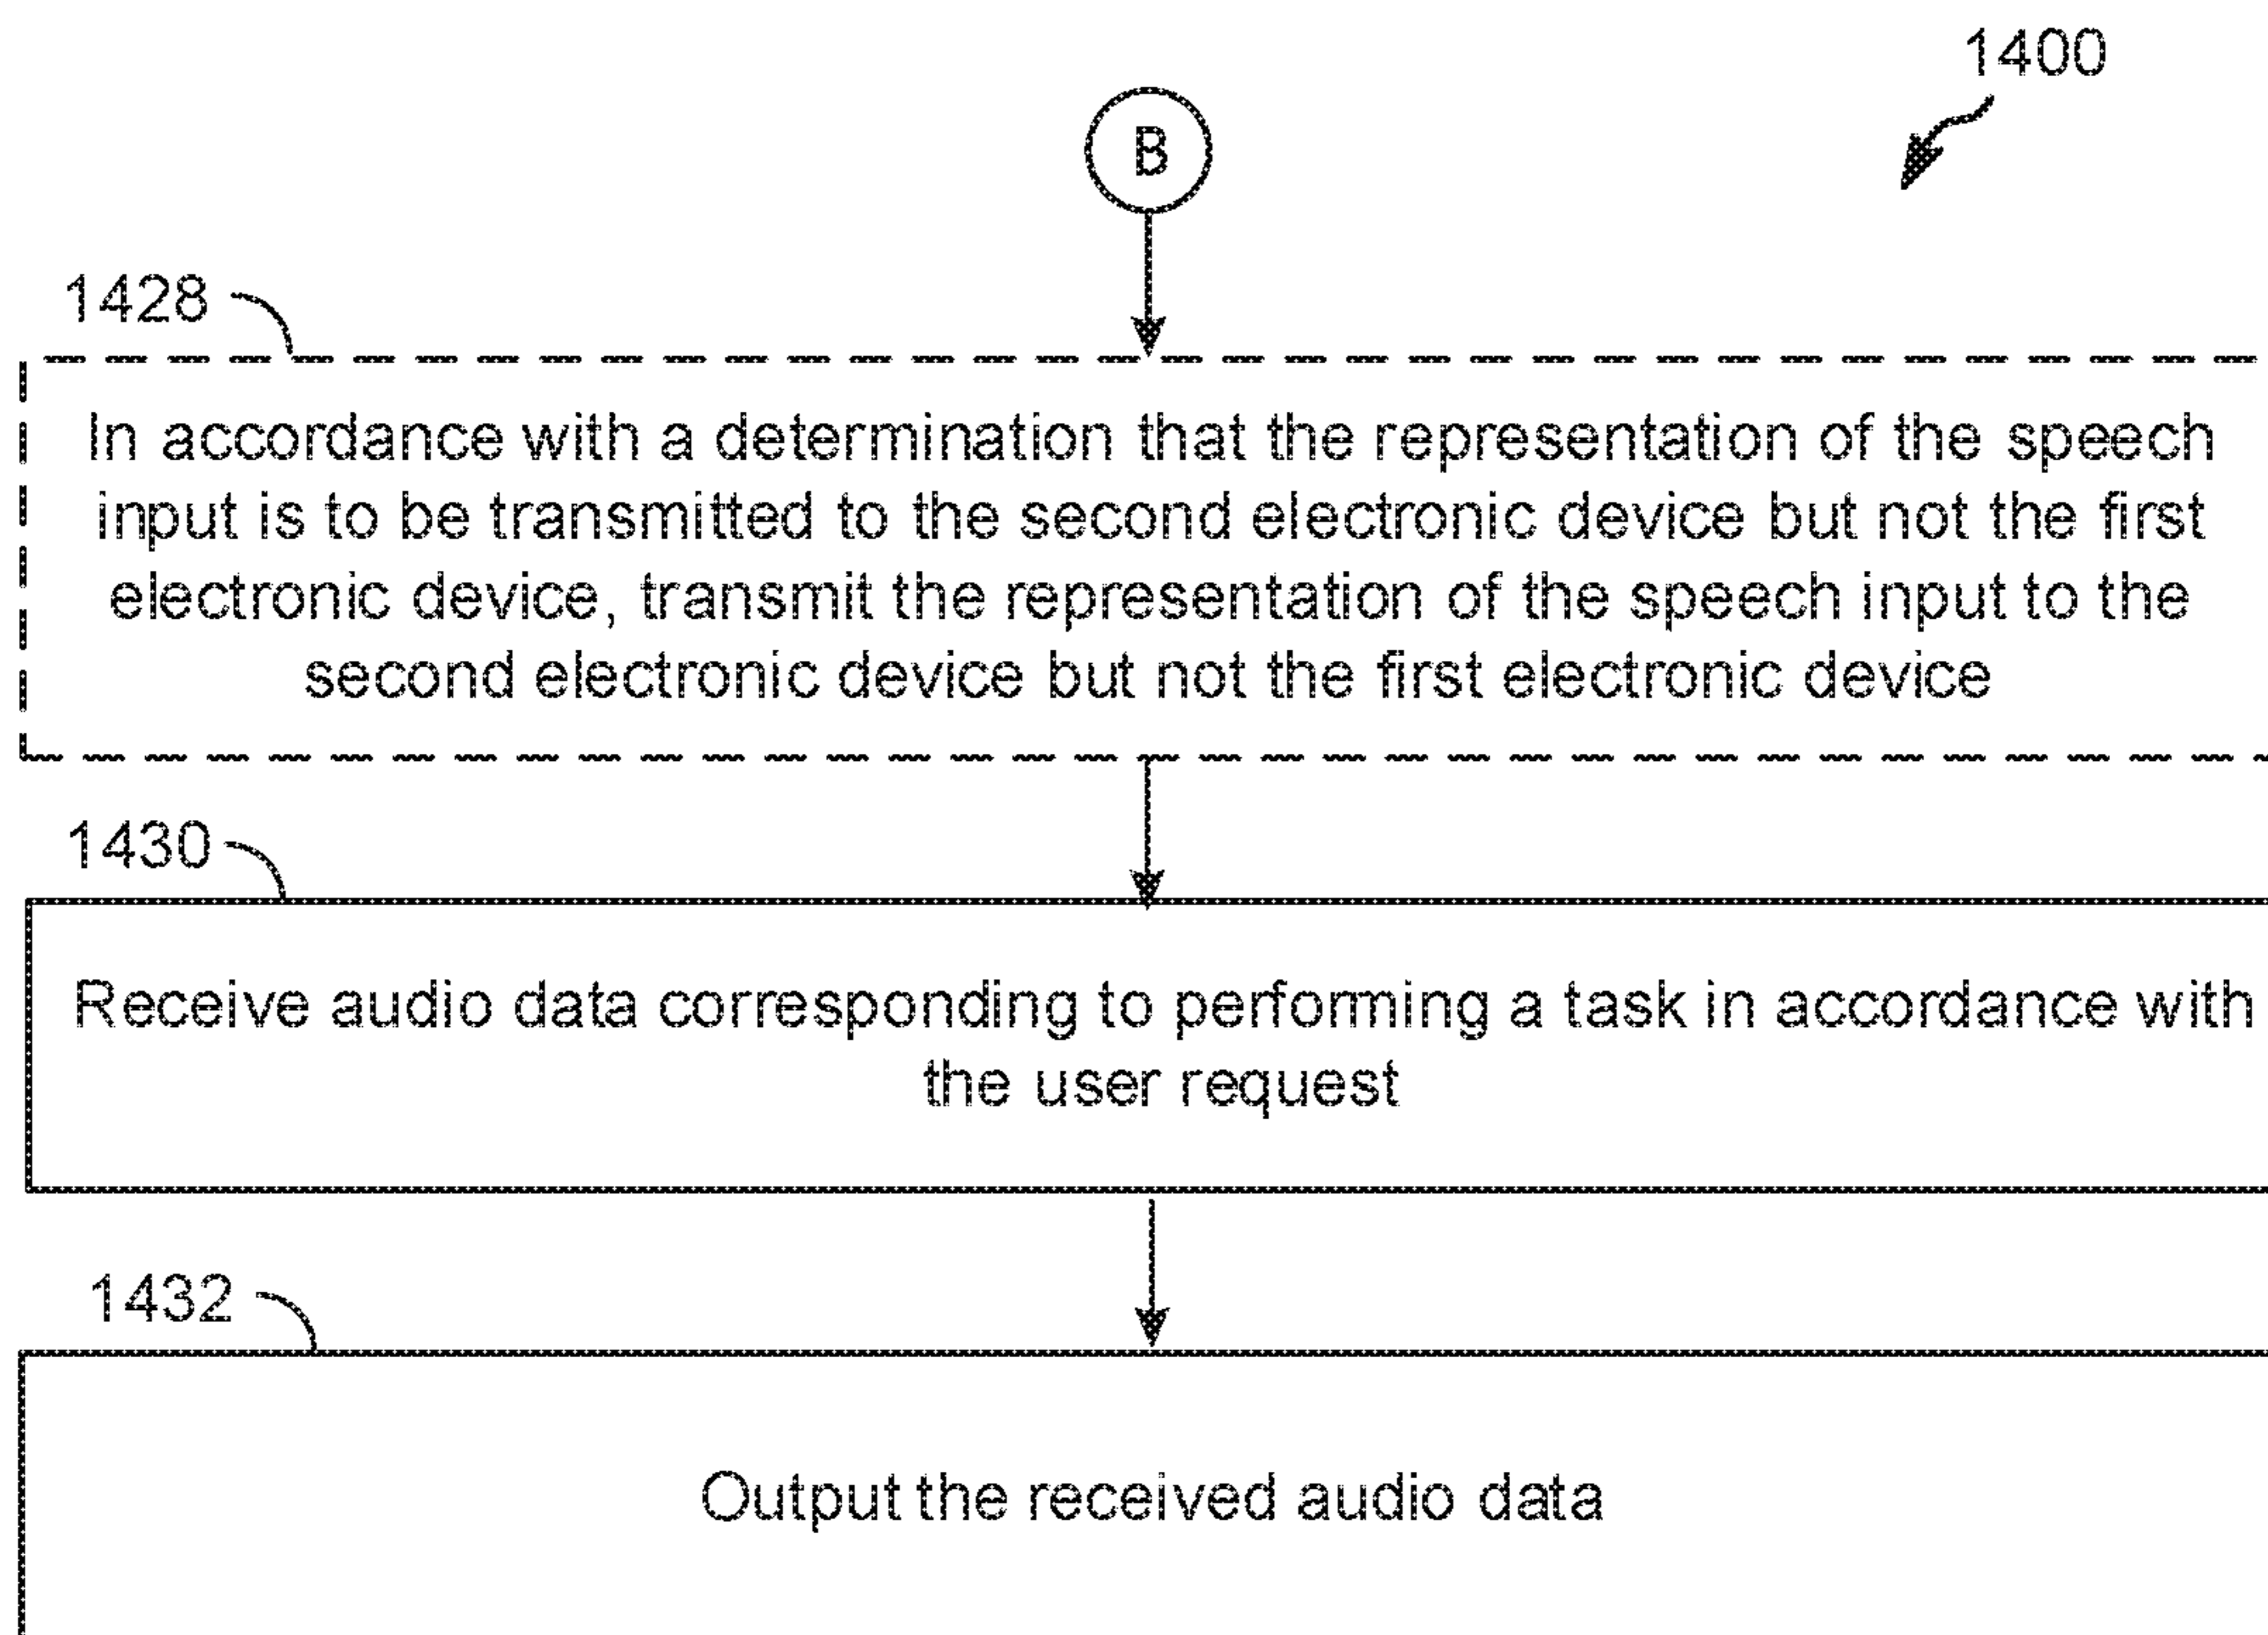 1400
B
1428
In accordance with a determination that the representation of the speech
input is to be transmitted to the second electronic device but not the first
electronic device, transmit the representation of the speech input to the
second electronic device but not the first electronic device
1430
Receive audio data corresponding to performing a task in accordance with
the user request
1432
Output the received audio data